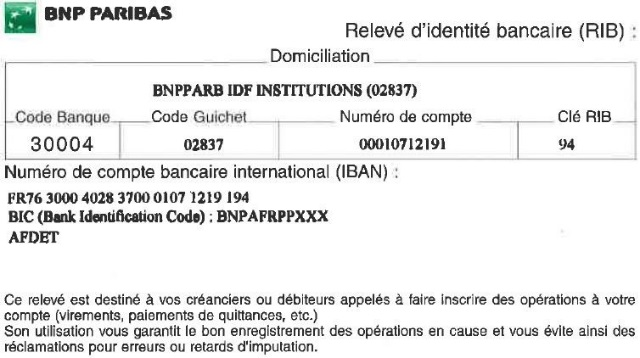 BNP PARIBAS
Relevé d'identité bancaire (RIB) :
Domiciliation
BNPPARB IDF INSTITUTIONS (02837)
Code Banque Code Guichet Numéro de compte Clé RIB
30004 02837 00010712191 94
Numéro de compte bancaire international (IBAN) :
FR76 3000 4028 3700 0107 1219 194
BIC (Bank Identification Code) : BNPAFRPPXXX
AFDET
Ce relevé est destiné à vos créanciers ou débiteurs appelés à faire inscrire des opérations à votre
compte (virements, paiements de quittances, etc.)
Son utilisation vous garantit le bon enregistrement des opérations en cause et vous évite ainsi des
réclamations pour erreurs ou retards d'imputation.